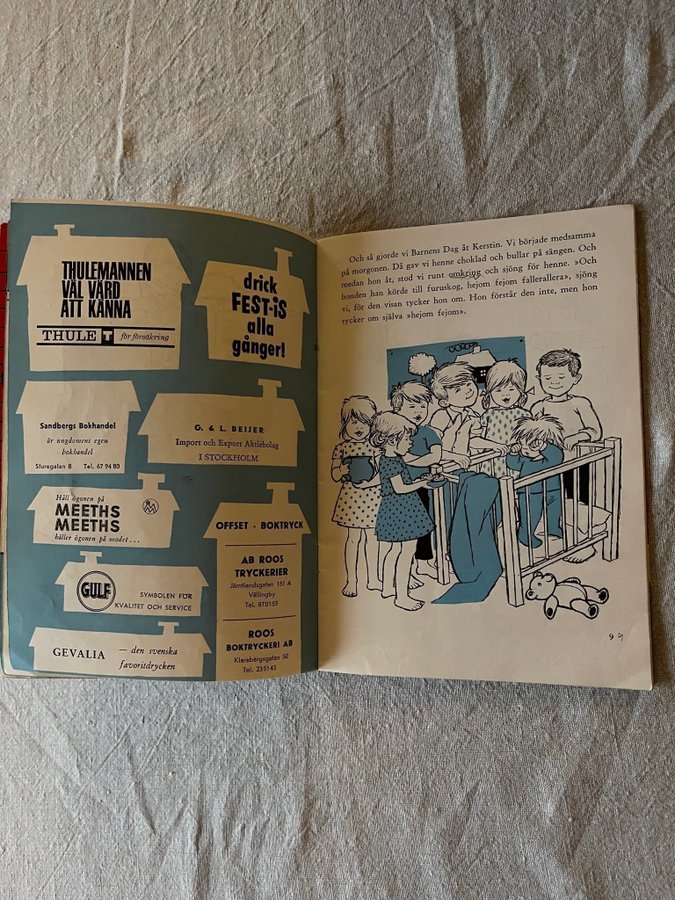 THULEMANNEN
VÄL VÄRD
ATT KÄNNA
THULE T för försäkring
drick
FEST-iS
alla
gånger!
Sandbergs Bokhandel
är ungdomens egen
bokhandel
Sturegatan 8 Tel. 67 94 80
G. & L. BEIJER
Import och Export Aktiebolag
I STOCKHOLM
Håll ögonen på
MEETHS
MEETHS
håller ögonen på modet...
M
GULF
SYMBOLEN FÖR
KVALITET OCH SERVICE
GEVALIA — den svenska
favoritdrycken
OFFSET · BOKTRYCK
AB ROOS
TRYCKERIER
Jämtlandsgatan 151 A
Vällingby
Tel. 870153
ROOS
BOKTRYCKERI AB
Klarabergsgatan 50
Tel. 235145
Och så gjorde vi Barnens Dag åt Kerstin. Vi började medsamma
på morgonen. Då gav vi henne choklad och bullar på sängen. Och
medan hon åt, stod vi runt omkring och sjöng för henne. »Och
bonden han körde till furuskog, hejom fejom fallerallera», sjöng
vi, för den visan tycker hon om. Hon förstår den inte, men hon
tycker om själva »hejom fejom».
9 9